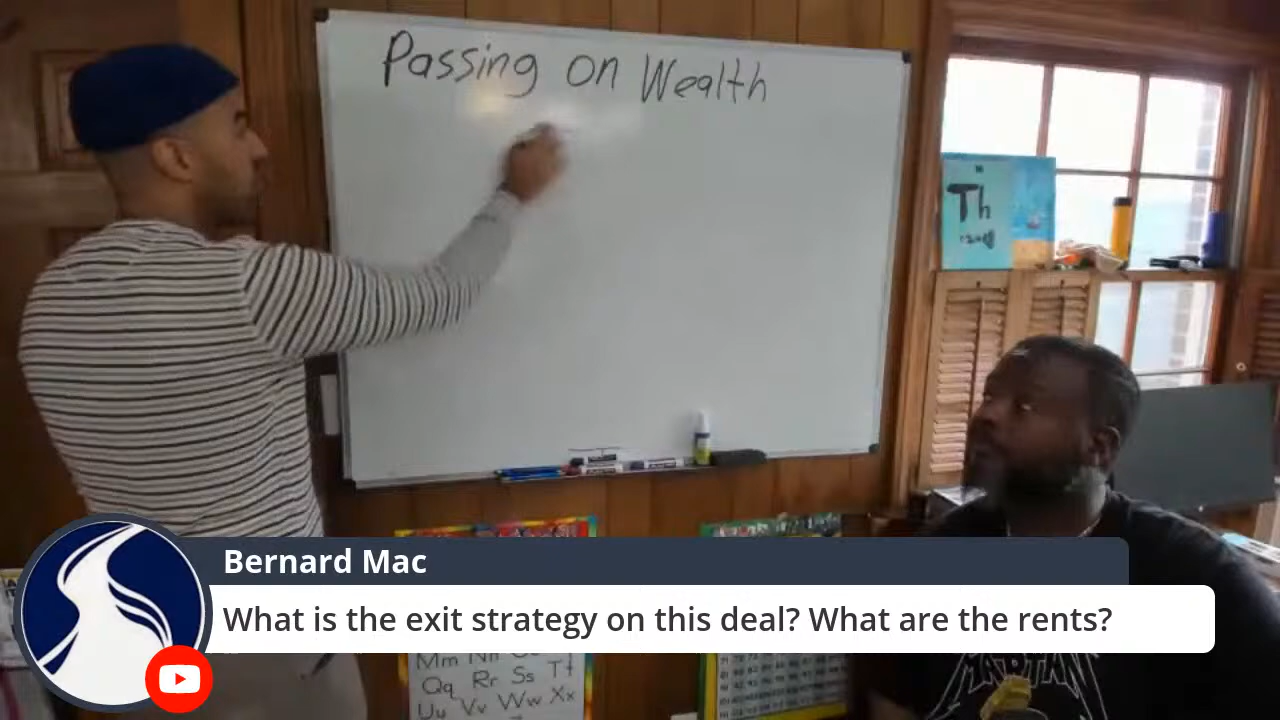 Passing on Wealth
Th
Bernard Mac
What is the exit strategy on this deal? What are the rents?
Mm Nn
Qq Rr Ss Tt
Uu Vv Ww Xx